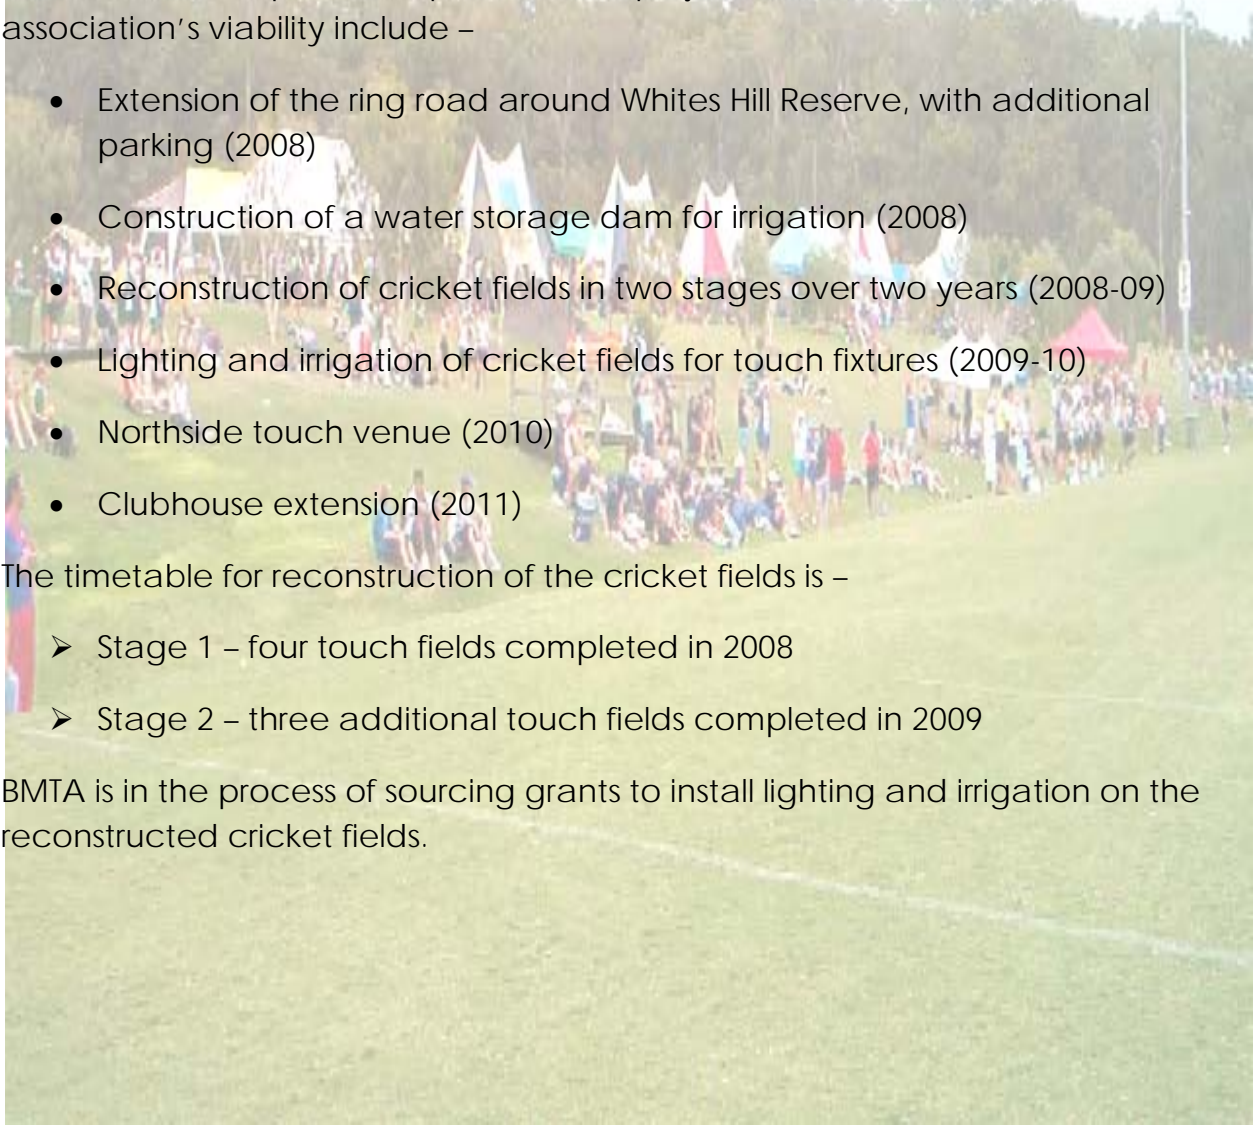 association’s viability include –
• Extension of the ring road around Whites Hill Reserve, with additional
parking (2008)
• Construction of a water storage dam for irrigation (2008)
• Reconstruction of cricket fields in two stages over two years (2008-09)
• Lighting and irrigation of cricket fields for touch fixtures (2009-10)
• Northside touch venue (2010)
• Clubhouse extension (2011)
The timetable for reconstruction of the cricket fields is –
➢ Stage 1 – four touch fields completed in 2008
➢ Stage 2 – three additional touch fields completed in 2009
BMTA is in the process of sourcing grants to install lighting and irrigation on the
reconstructed cricket fields.